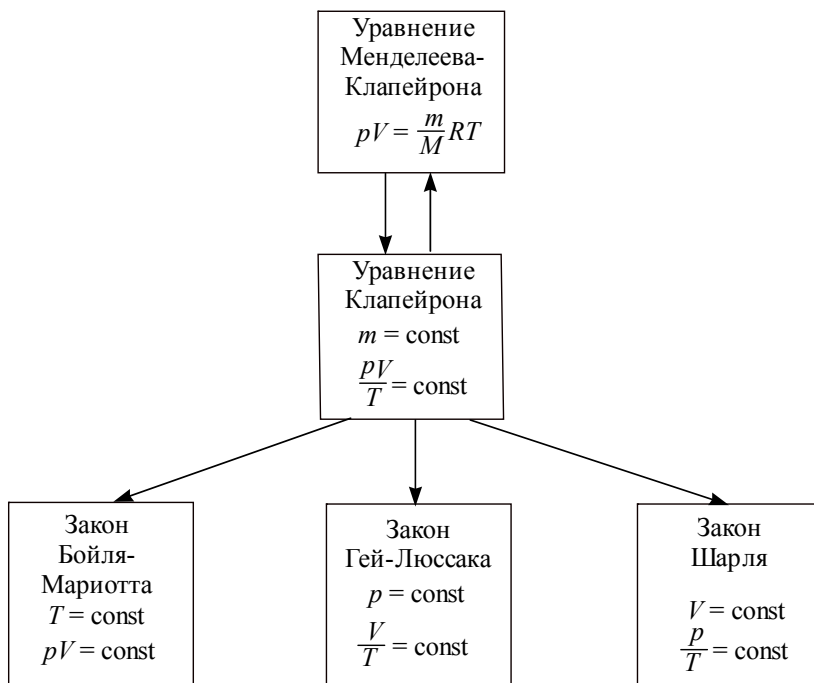 Уравнение
Менделеева-
Клапейрона
pV = m/M RT
Уравнение
Клапейрона
m = const
pV/T = const
Закон
Бойля-
Мариотта
T = const
pV = const
Закон
Гей-Люссака
p = const
V/T = const
Закон
Шарля
V = const
p/T = const